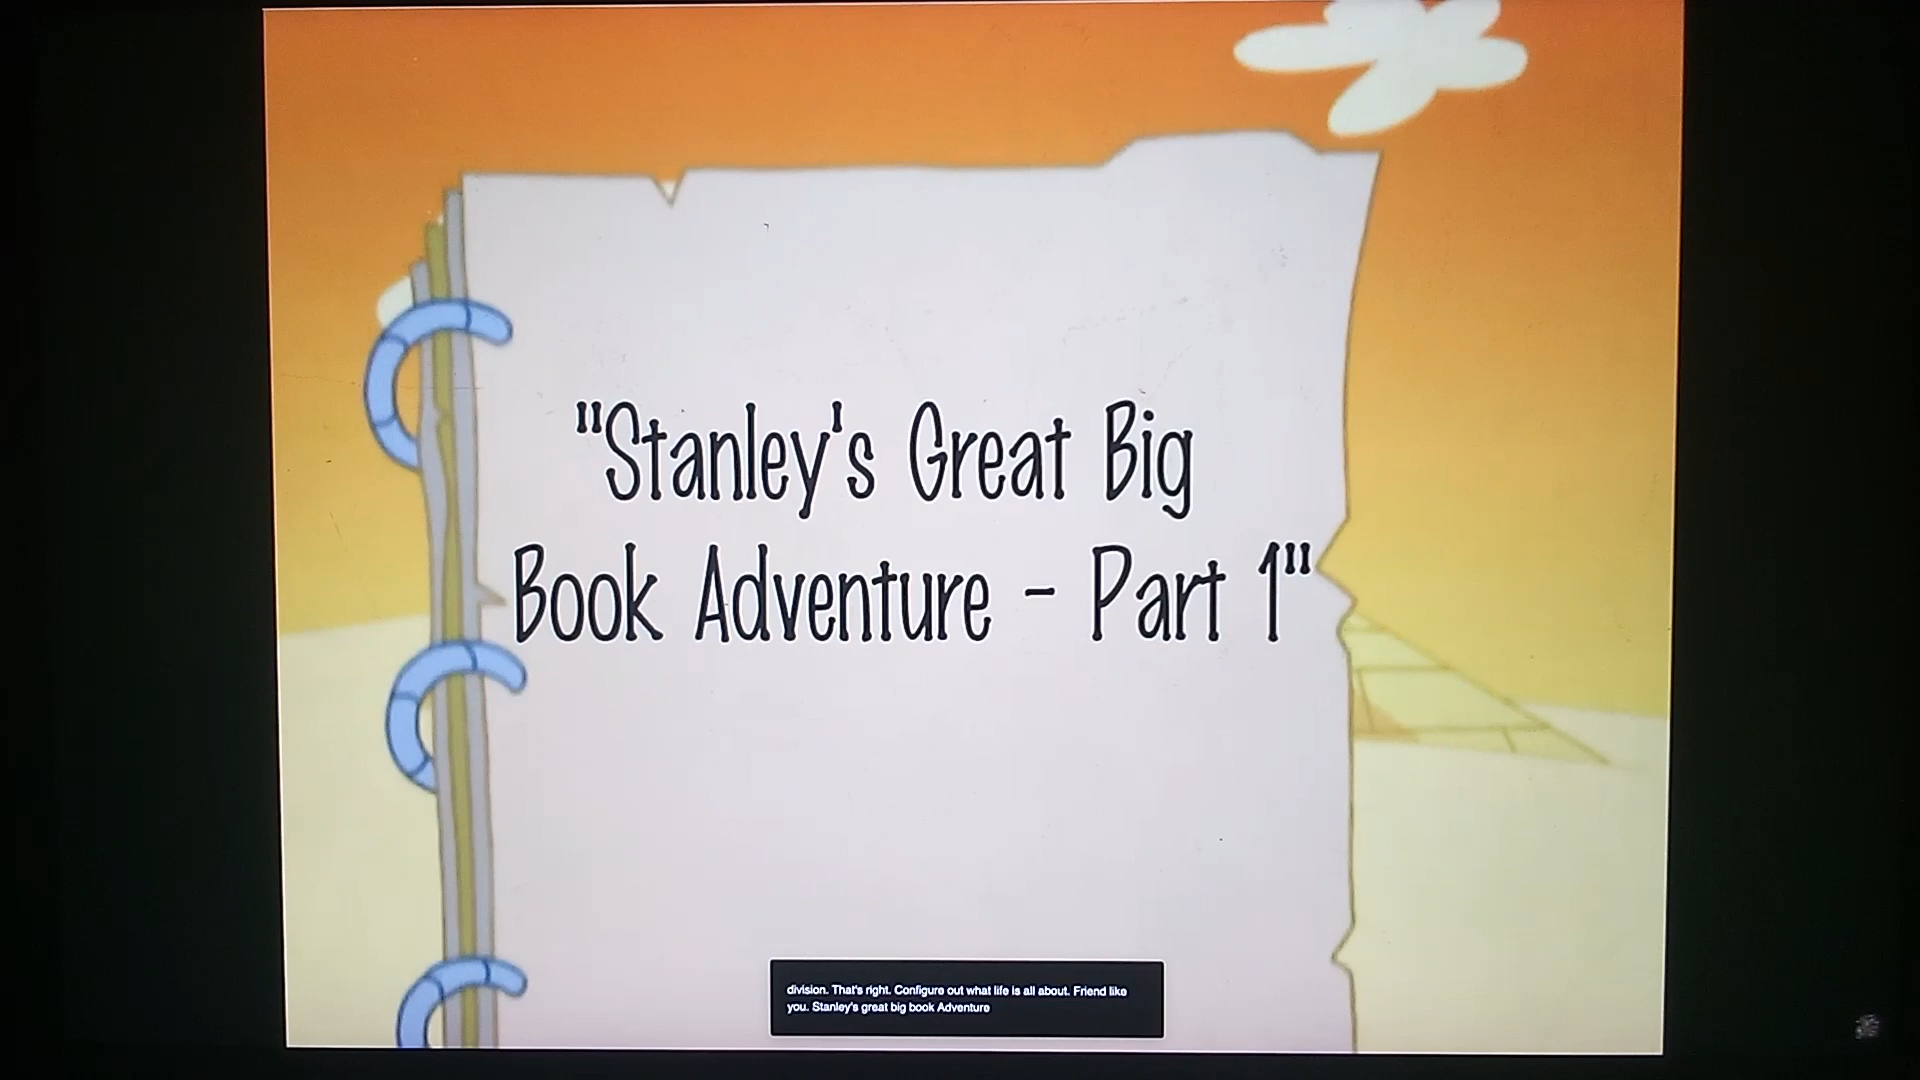 "Stanley's Great Big
Book Adventure - Part 1"
division. That's right. Configure out what life is all about. Friend like
you. Stanley's great big book Adventure